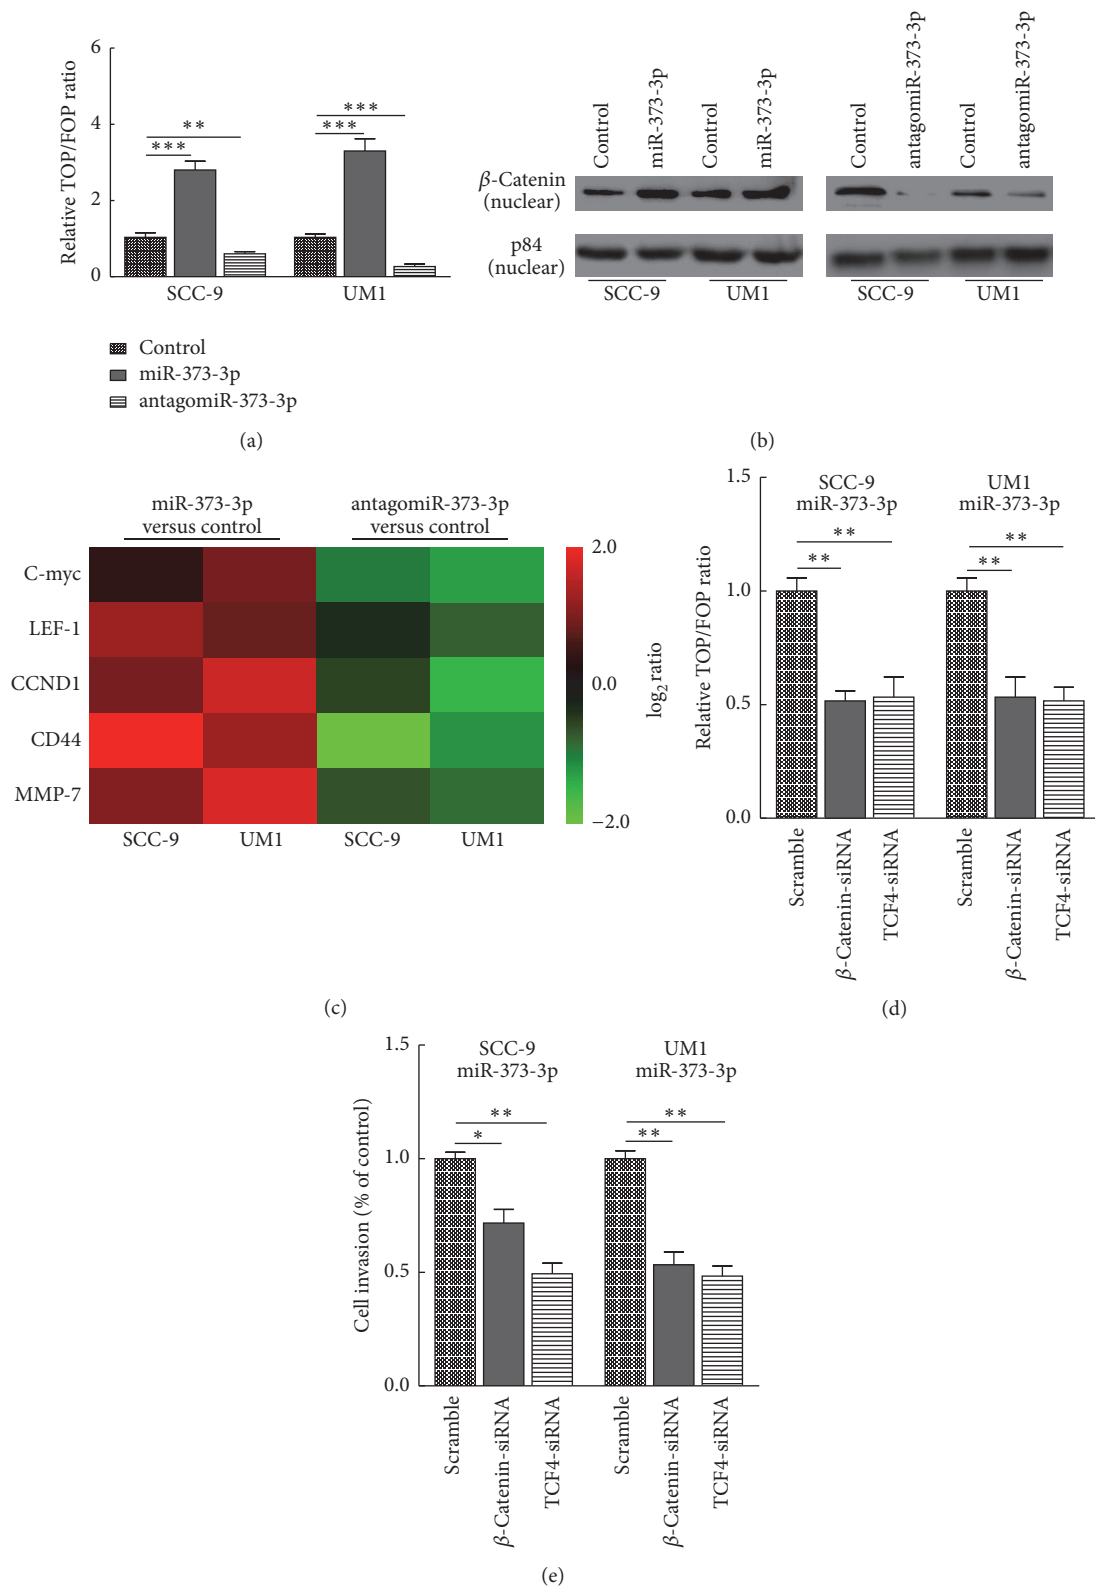 Relative TOP/FOP ratio
6
4
2
0
** 
***
***
***
SCC-9 UM1
Control
miR-373-3p
antagomiR-373-3p
(a)
Control miR-373-3p Control miR-373-3p Control antagomiR-373-3p Control antagomiR-373-3p
β-Catenin
(nuclear)
p84
(nuclear)
SCC-9 UM1 SCC-9 UM1
(b)
miR-373-3p
versus control
antagomiR-373-3p
versus control
C-myc
LEF-1
CCND1
CD44
MMP-7
SCC-9 UM1 SCC-9 UM1
2.0
0.0
−2.0
log₂ ratio
(c)
Relative TOP/FOP ratio
1.5
1.0
0.5
0.0
SCC-9
miR-373-3p
UM1
miR-373-3p
**
**
**
**
Scramble β-Catenin-siRNA TCF4-siRNA Scramble β-Catenin-siRNA TCF4-siRNA
(d)
Cell invasion (% of control)
1.5
1.0
0.5
0.0
SCC-9
miR-373-3p
UM1
miR-373-3p
**
*
**
**
Scramble β-Catenin-siRNA TCF4-siRNA Scramble β-Catenin-siRNA TCF4-siRNA
(e)